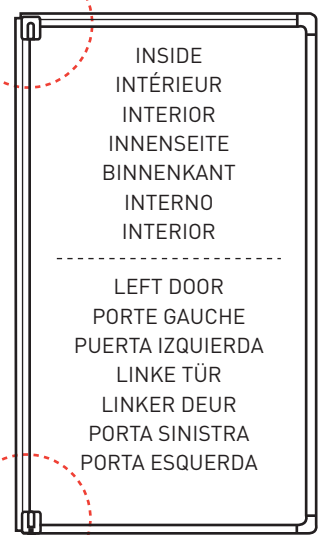 INSIDE
INTÉRIEUR
INTERIOR
INNENSEITE
BINNENKANT
INTERNO
INTERIOR
LEFT DOOR
PORTE GAUCHE
PUERTA IZQUIERDA
LINKE TÜR
LINKER DEUR
PORTA SINISTRA
PORTA ESQUERDA